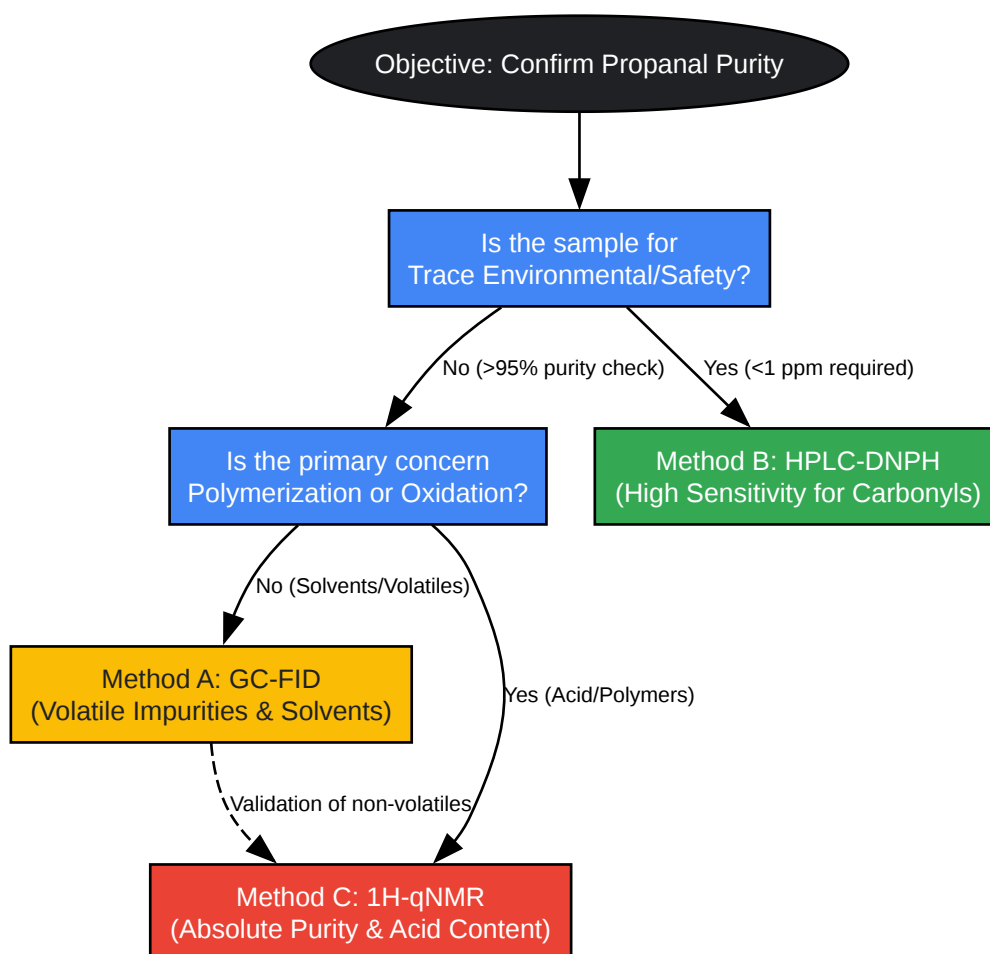 Objective: Confirm Propanal Purity
Is the sample for
Trace Environmental/Safety?
No (>95% purity check)
Yes (<1 ppm required)
Is the primary concern
Polymerization or Oxidation?
Method B: HPLC-DNPH
(High Sensitivity for Carbonyls)
No (Solvents/Volatiles)
Method A: GC-FID
(Volatile Impurities & Solvents)
Yes (Acid/Polymers)
Validation of non-volatiles
Method C: 1H-qNMR
(Absolute Purity & Acid Content)